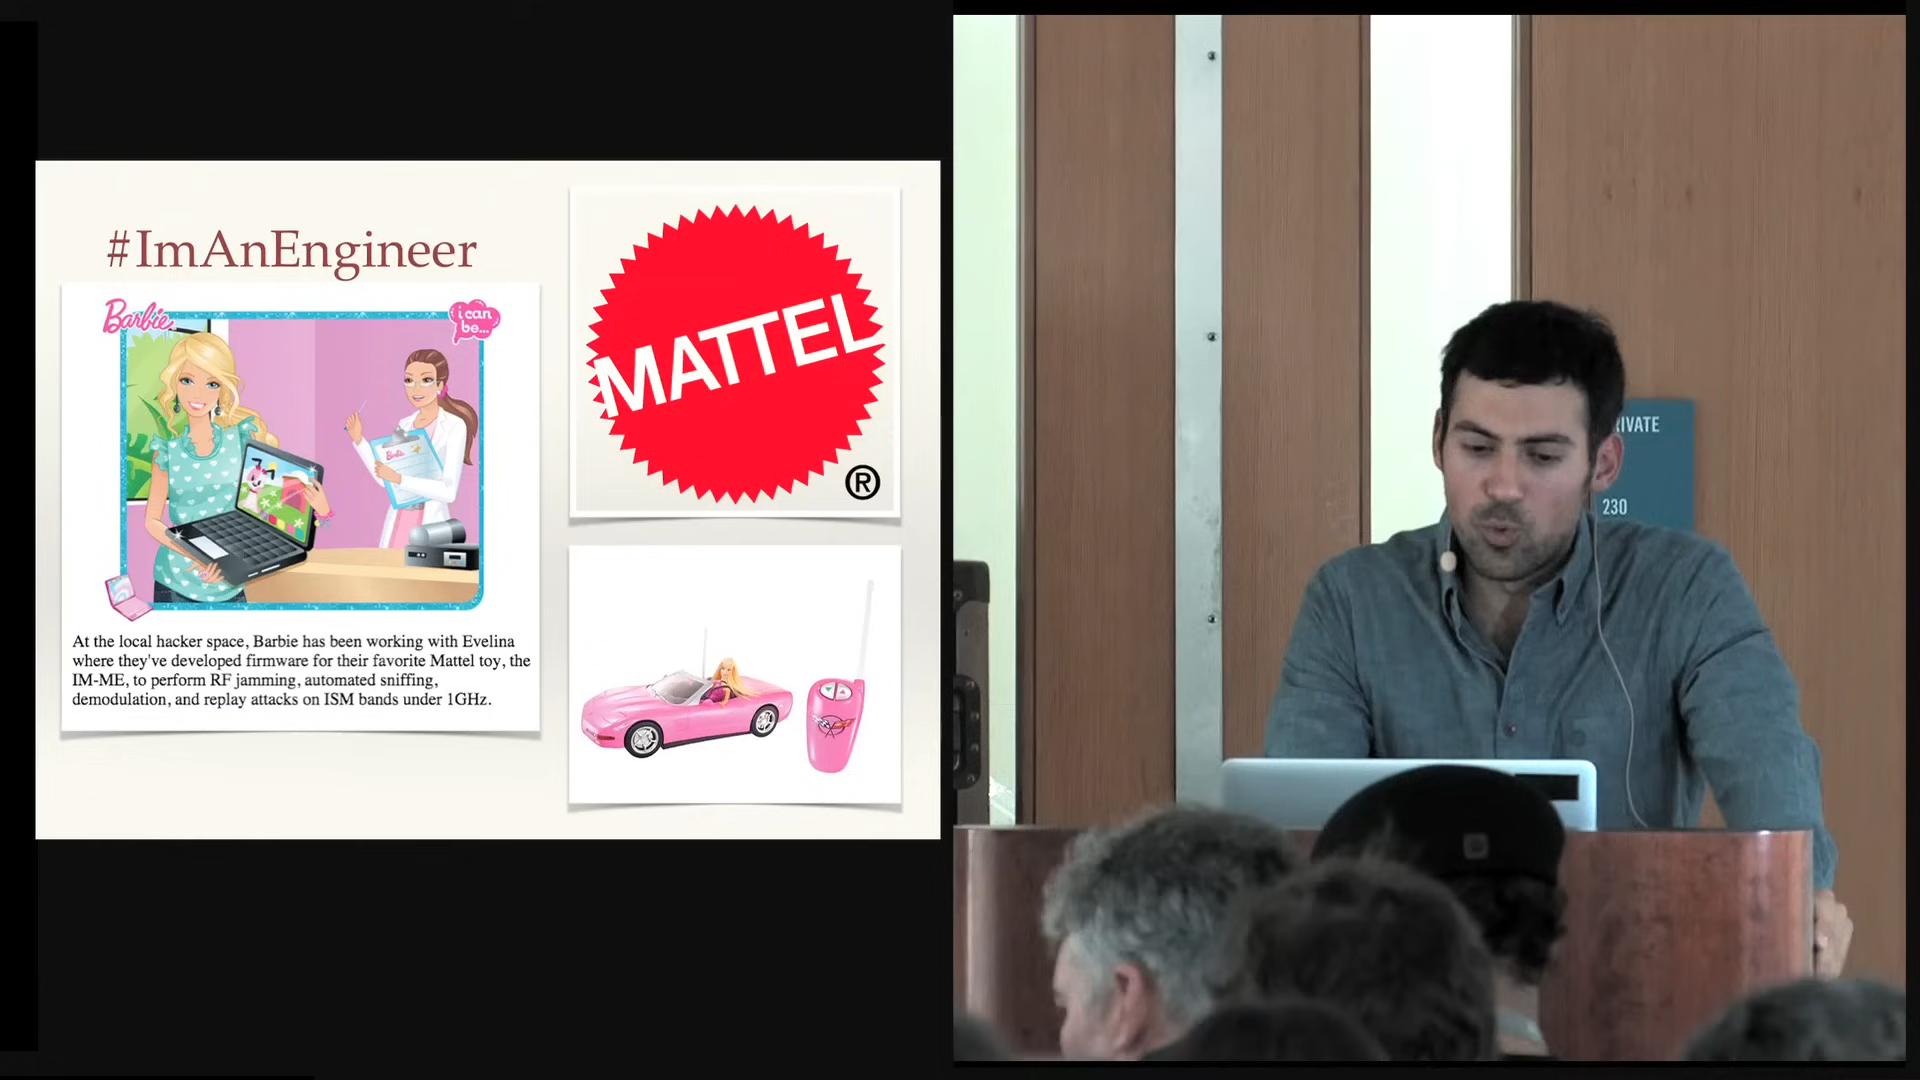 #ImAnEngineer
Barbie
i can
be...
Barbie
At the local hacker space, Barbie has been working with Evelina
where they've developed firmware for their favorite Mattel toy, the
IM-ME, to perform RF jamming, automated sniffing,
demodulation, and replay attacks on ISM bands under 1GHz.
MATTEL
®
230